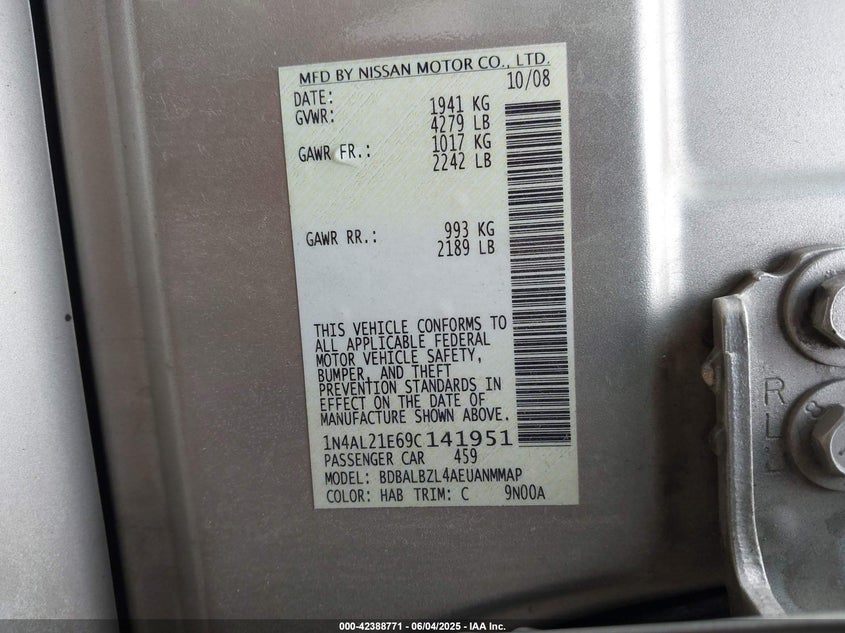 MFD BY NISSAN MOTOR CO., LTD.
DATE: 10/08
GVWR: 1941 KG
4279 LB
GAWR FR.: 1017 KG
2242 LB
GAWR RR.: 993 KG
2189 LB
THIS VEHICLE CONFORMS TO
ALL APPLICABLE FEDERAL
MOTOR VEHICLE SAFETY,
BUMPER, AND THEFT
PREVENTION STANDARDS IN
EFFECT ON THE DATE OF
MANUFACTURE SHOWN ABOVE.
1N4AL21E69C141951
PASSENGER CAR 459
MODEL: BDBALBZL4AEUANMMAP
COLOR: HAB TRIM: C 9N00A
R
L
8
000-42388771 - 06/04/2025 - IAA Inc.